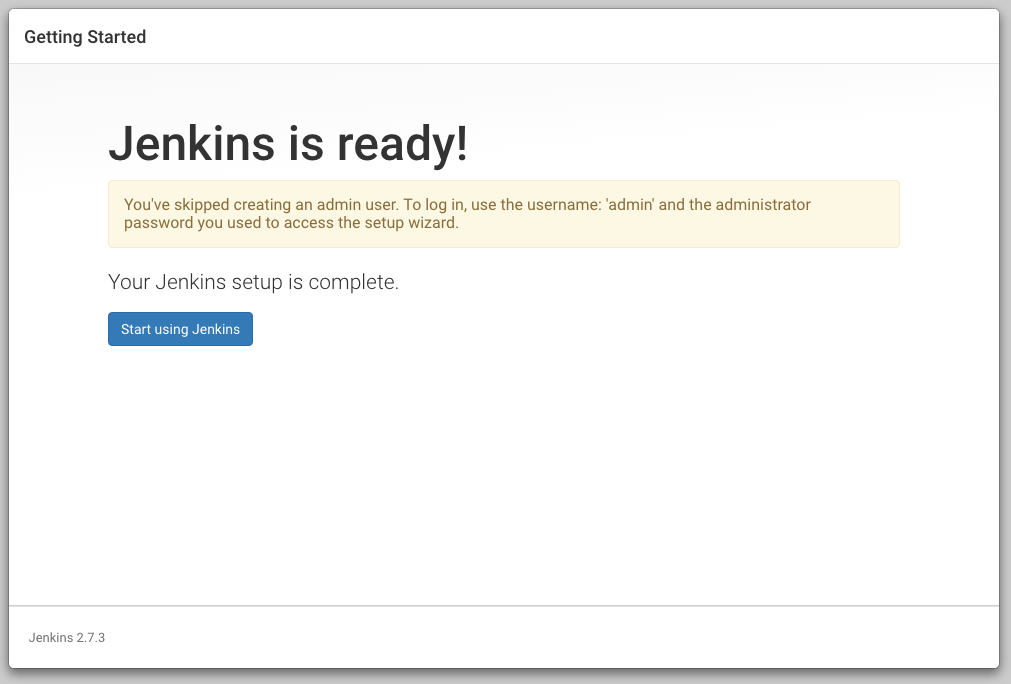 Getting Started
Jenkins is ready!
You've skipped creating an admin user. To log in, use the username: 'admin' and the administrator
password you used to access the setup wizard.
Your Jenkins setup is complete.
Start using Jenkins
Jenkins 2.7.3